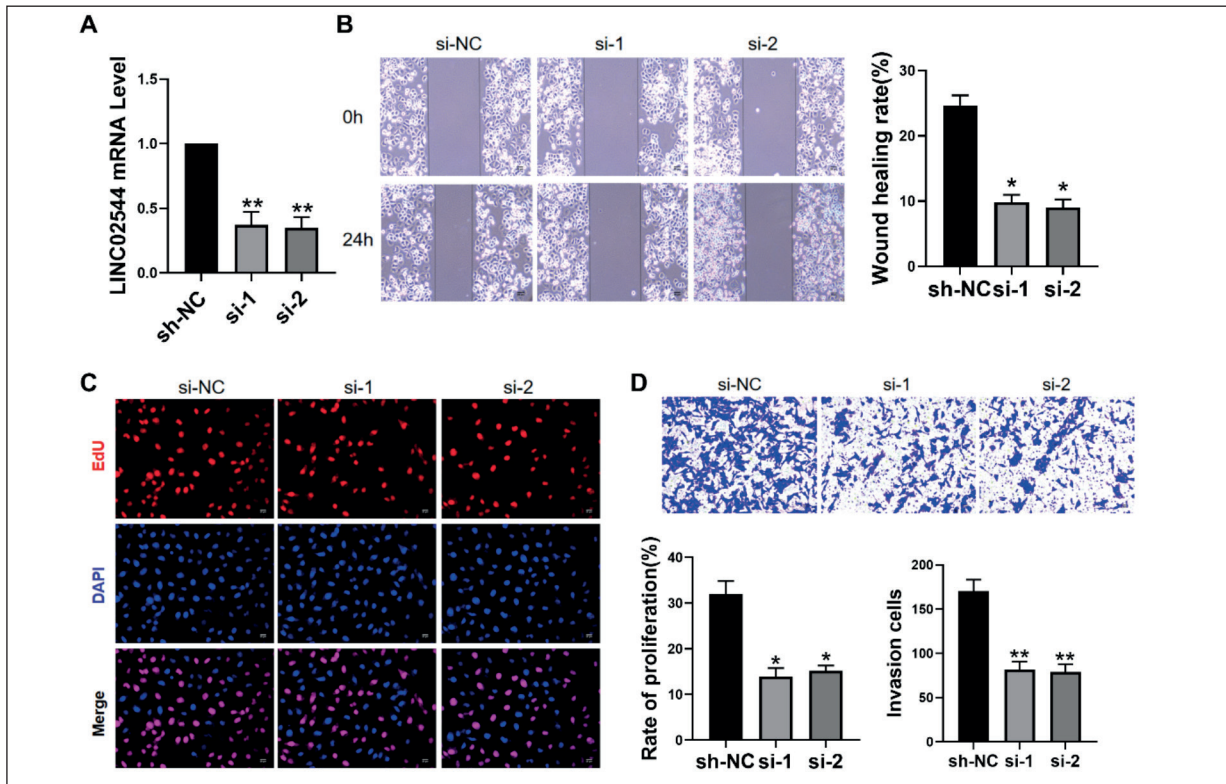 A
LINC02544 mRNA Level
1.5
1.0
0.5
0.0
**
**
sh-NC
si-1
si-2
B
si-NC
si-1
si-2
0h
24h
Wound healing rate(%)
30
20
10
0
*
*
sh-NC
si-1
si-2
C
si-NC
si-1
si-2
EdU
DAPI
Merge
D
si-NC
si-1
si-2
Rate of proliferation(%)
40
30
20
10
0
*
*
sh-NC
si-1
si-2
Invasion cells
200
150
100
50
0
**
**
sh-NC
si-1
si-2